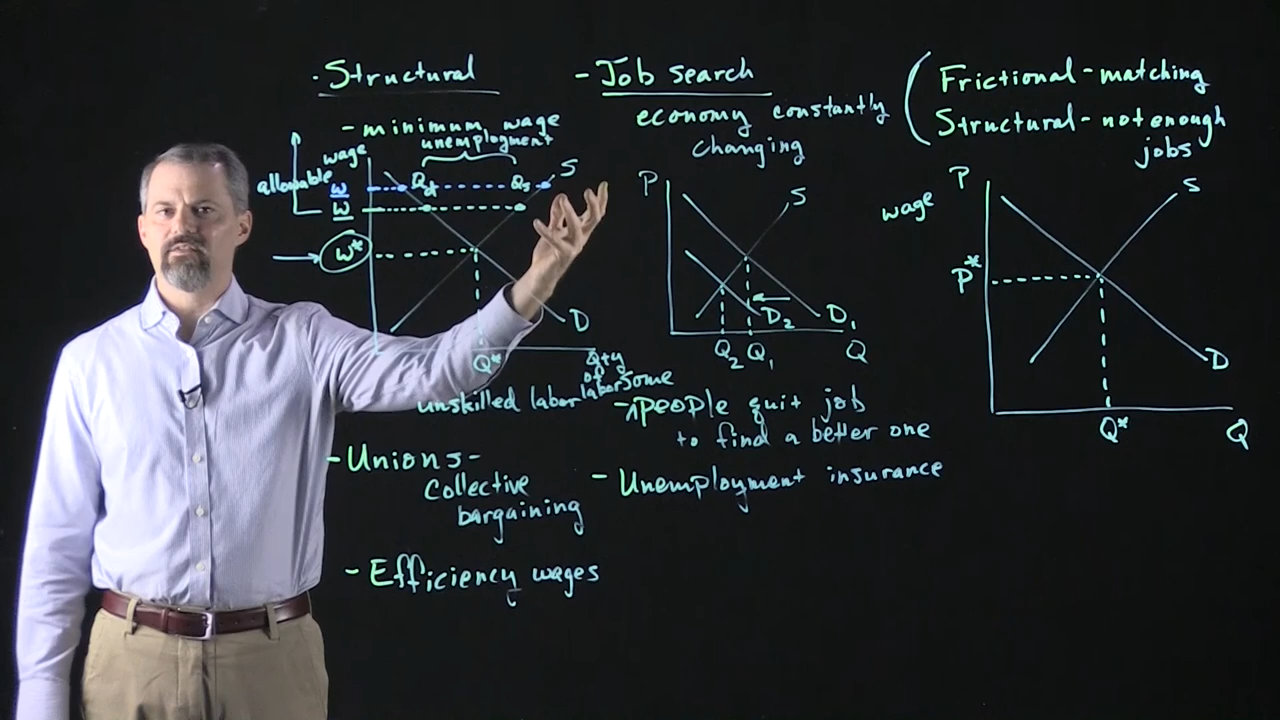 · Structural
- minimum wage
unemployment
wage
allowable
w
w
w*
Qd
Qs
S
D
Q*
Qty
of
labor
unskilled labor
- Unions -
Collective
bargaining
- Efficiency wages
- Job search
economy constantly
changing
P
S
D2
D1
Q2 Q1
Q
some
- ^people quit job
to find a better one
- Unemployment insurance
( Frictional - matching
Structural - not enough
jobs
P
wage
S
P*
D
Q*
Q